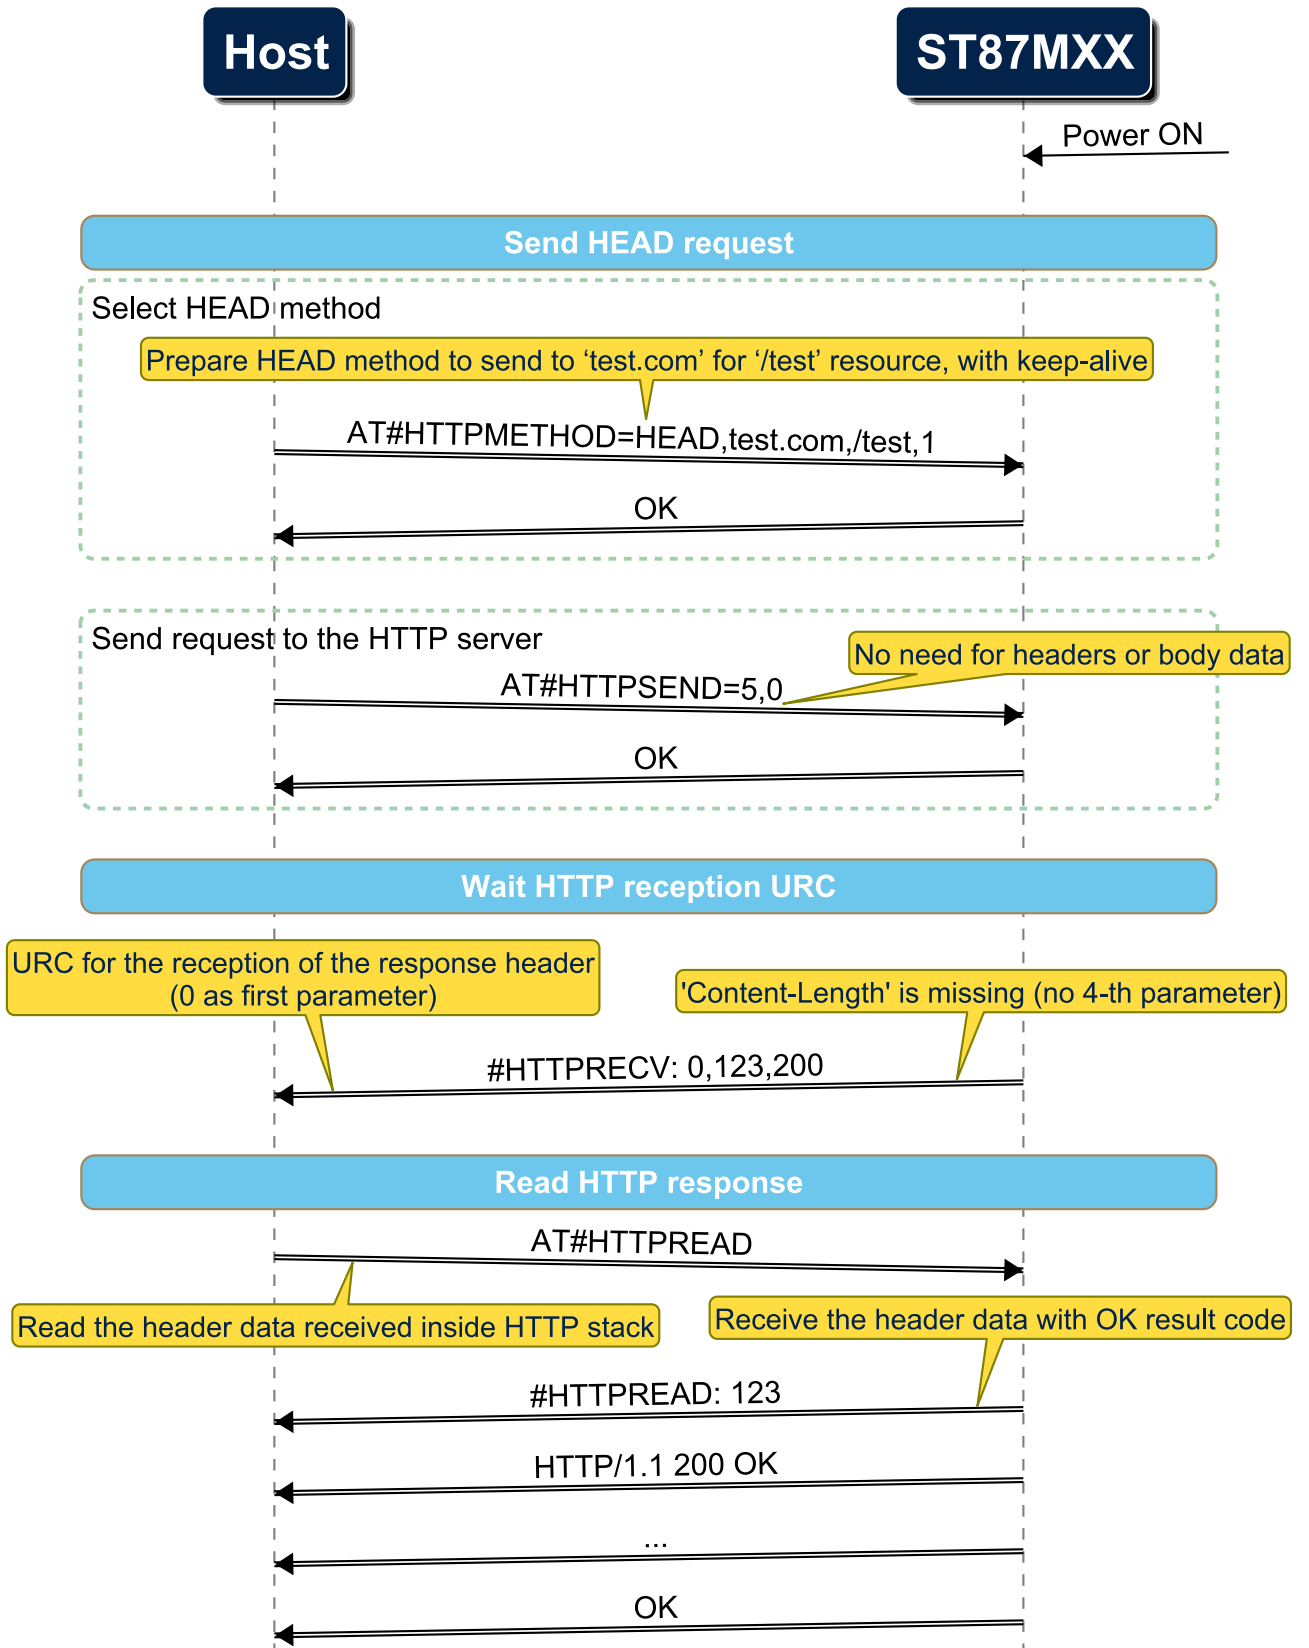 Host
ST87MXX
Power ON
Send HEAD request
Select HEAD method
Prepare HEAD method to send to ‘test.com’ for ‘/test’ resource, with keep-alive
AT#HTTPMETHOD=HEAD,test.com,/test,1
OK
Send request to the HTTP server
No need for headers or body data
AT#HTTPSEND=5,0
OK
Wait HTTP reception URC
URC for the reception of the response header
(0 as first parameter)
'Content-Length' is missing (no 4-th parameter)
#HTTPRECV: 0,123,200
Read HTTP response
AT#HTTPREAD
Read the header data received inside HTTP stack
Receive the header data with OK result code
#HTTPREAD: 123
HTTP/1.1 200 OK
...
OK